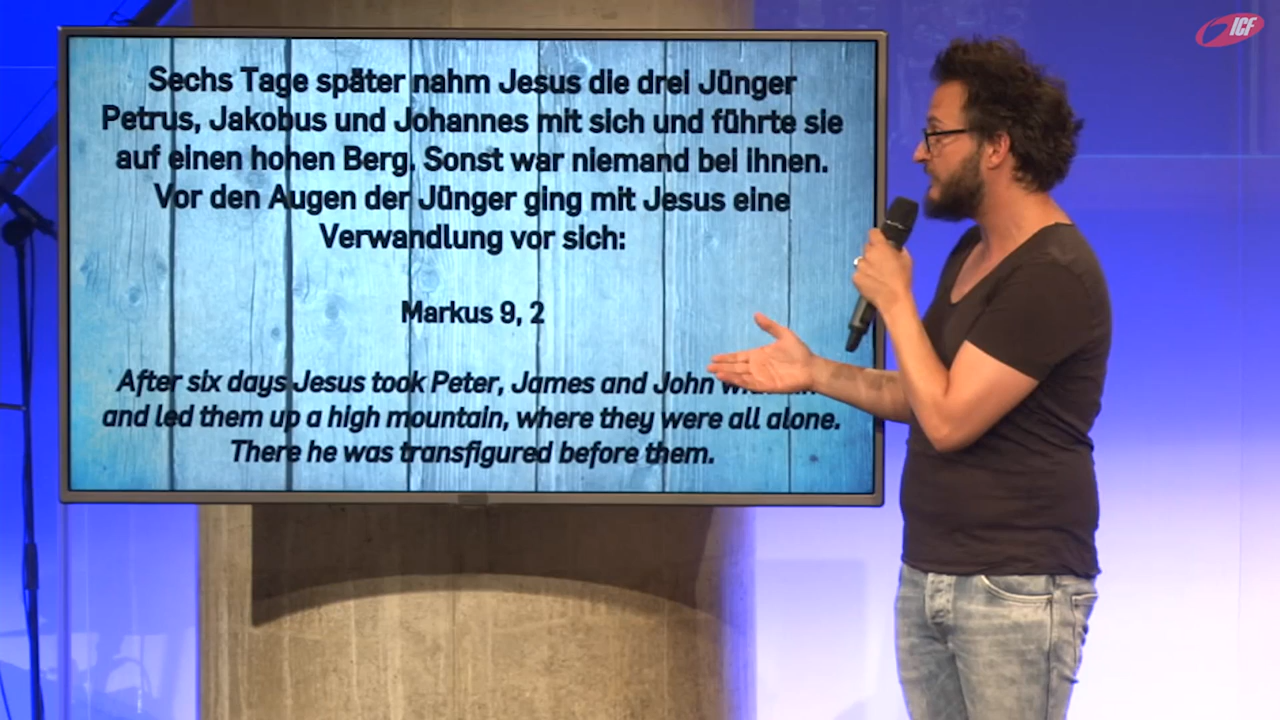 ICF
Sechs Tage später nahm Jesus die drei Jünger
Petrus, Jakobus und Johannes mit sich und führte sie
auf einen hohen Berg. Sonst war niemand bei ihnen.
Vor den Augen der Jünger ging mit Jesus eine
Verwandlung vor sich:
Markus 9, 2
After six days Jesus took Peter, James and John
and led them up a high mountain, where they were all alone.
There he was transfigured before them.